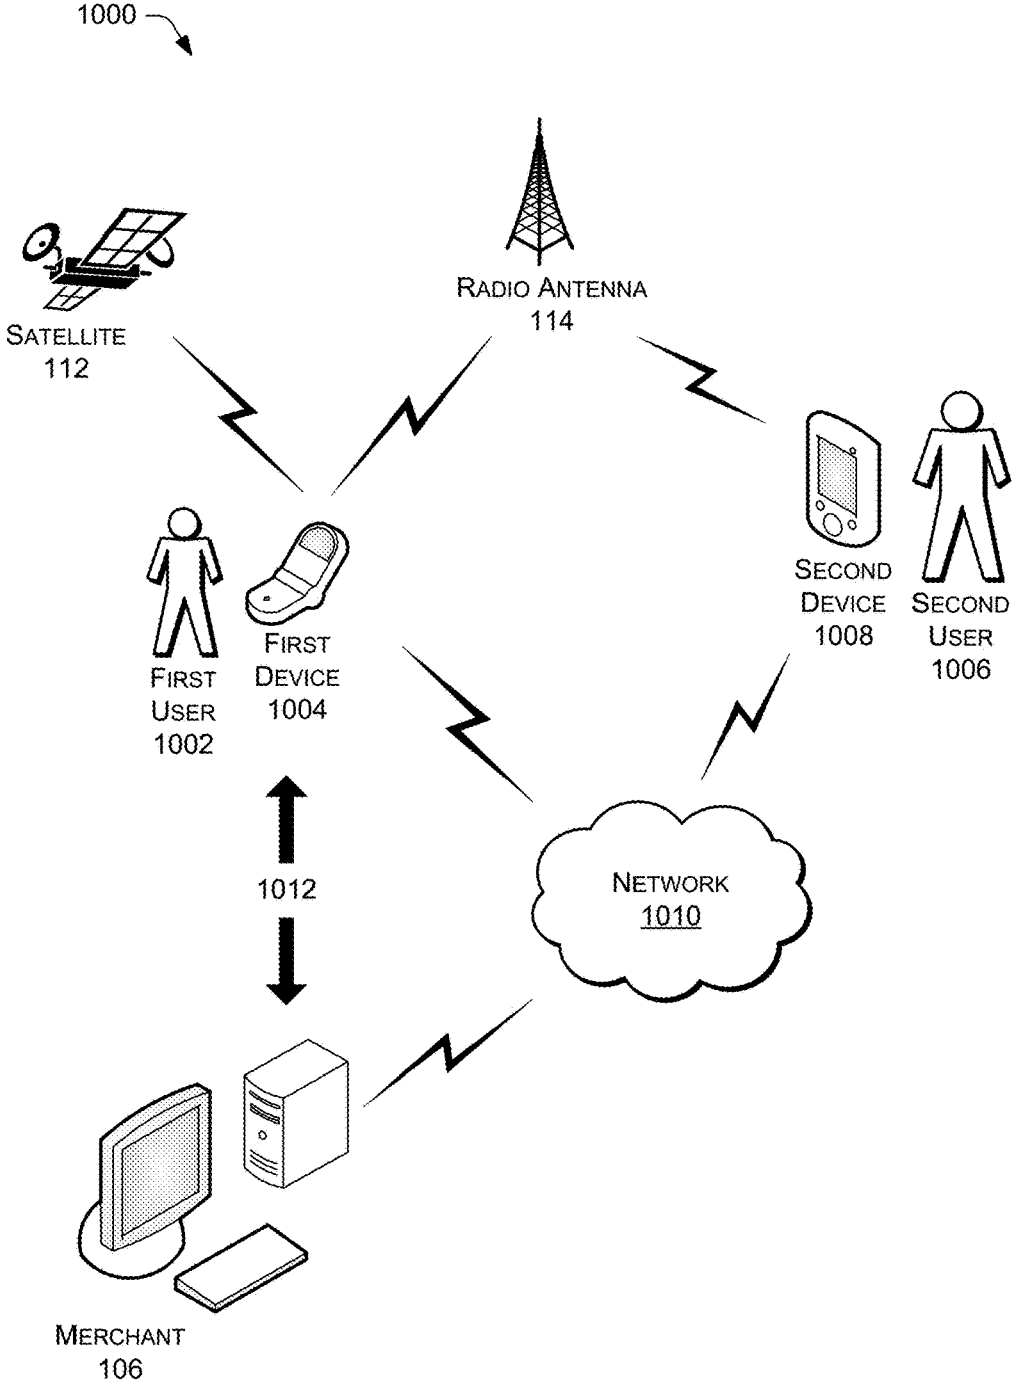 1000
RADIO ANTENNA
114
SATELLITE
112
SECOND
DEVICE
1008
SECOND
USER
1006
FIRST
DEVICE
1004
FIRST
USER
1002
1012
NETWORK
1010
MERCHANT
106